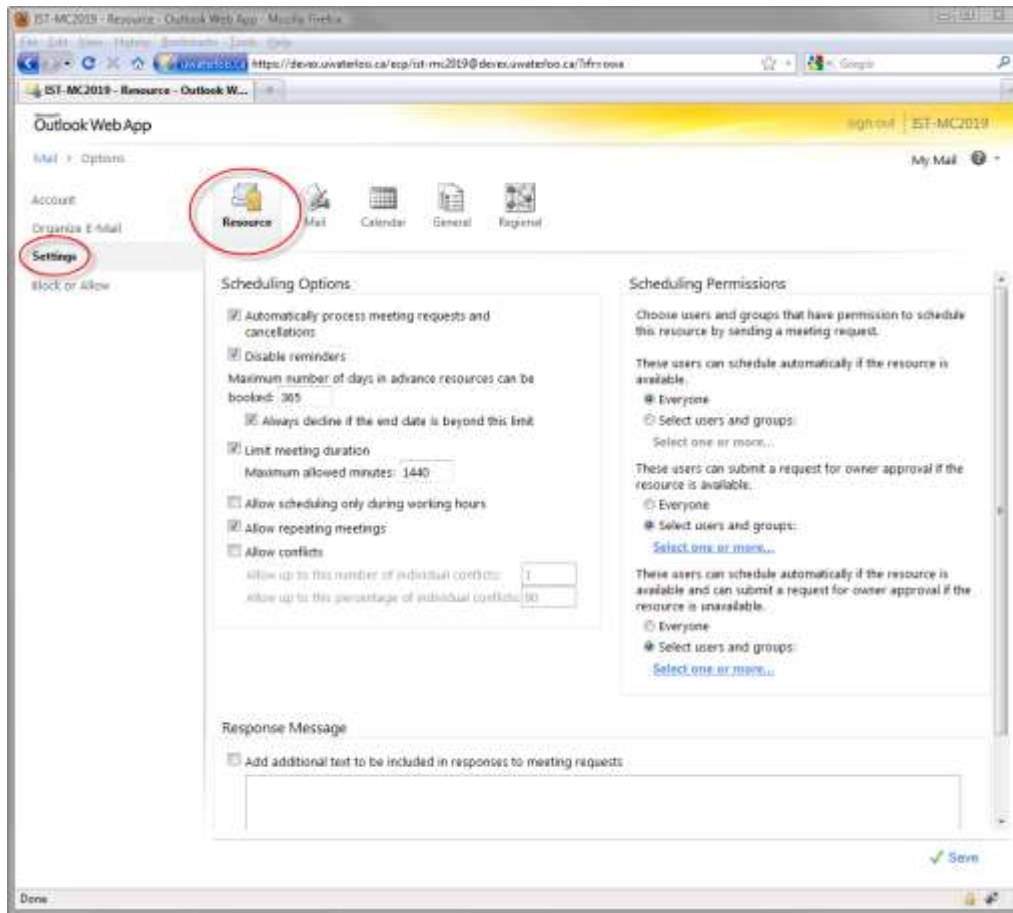 IST-MC2019 - Resource - Outlook Web App - Mozilla Firefox
File Edit View History Bookmarks Tools Help
uwaterloo.ca https://devex.uwaterloo.ca/ecp/ist-mc2019@devex.uwaterloo.ca/?rfr=owa
Google
IST-MC2019 - Resource - Outlook W...
Microsoft
Outlook Web App
sign out IST-MC2019
Mail > Options
My Mail
Account
Organize E-Mail
Settings
Block or Allow
Resource
Mail
Calendar
General
Regional
Scheduling Options
Automatically process meeting requests and
cancellations
Disable reminders
Maximum number of days in advance resources can be
booked: 365
Always decline if the end date is beyond this limit
Limit meeting duration
Maximum allowed minutes: 1440
Allow scheduling only during working hours
Allow repeating meetings
Allow conflicts
Allow up to this number of individual conflicts: 1
Allow up to this percentage of individual conflicts: 90
Scheduling Permissions
Choose users and groups that have permission to schedule
this resource by sending a meeting request.
These users can schedule automatically if the resource is
available.
Everyone
Select users and groups:
Select one or more...
These users can submit a request for owner approval if the
resource is available.
Everyone
Select users and groups:
Select one or more...
These users can schedule automatically if the resource is
available and can submit a request for owner approval if the
resource is unavailable.
Everyone
Select users and groups:
Select one or more...
Response Message
Add additional text to be included in responses to meeting requests
Save
Done